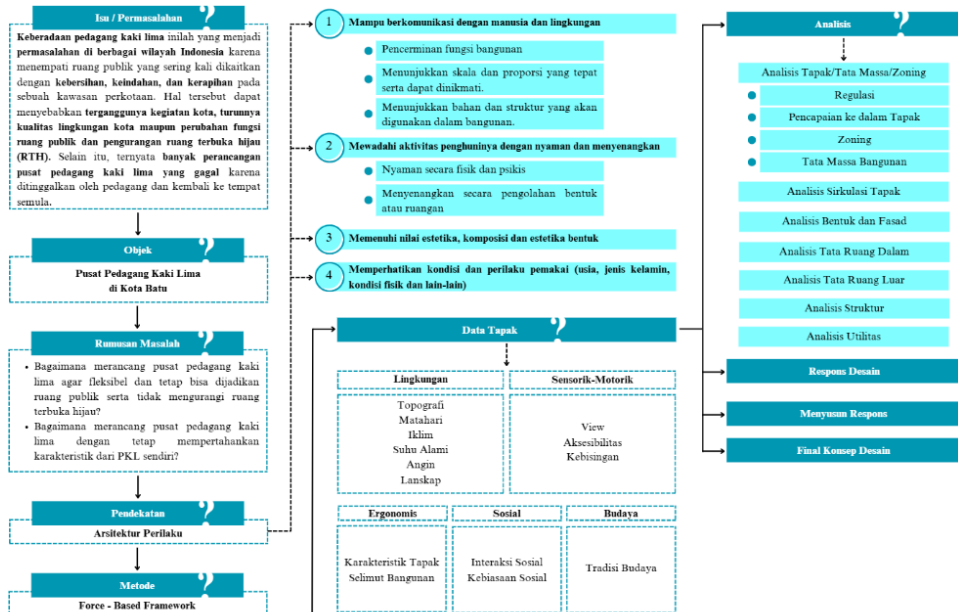 Isu / Permasalahan
Keberadaan pedagang kaki lima inilah yang menjadi
permasalahan di berbagai wilayah Indonesia karena
menempati ruang publik yang sering kali dikaitkan
dengan kebersihan, keindahan, dan kerapihan pada
sebuah kawasan perkotaan. Hal tersebut dapat
menyebabkan terganggunya kegiatan kota, turunnya
kualitas lingkungan kota maupun perubahan fungsi
ruang publik dan pengurangan ruang terbuka hijau
(RTH). Selain itu, ternyata banyak perancangan
pusat pedagang kaki lima yang gagal karena
ditinggalkan oleh pedagang dan kembali ke tempat
semula.
Objek
Pusat Pedagang Kaki Lima
di Kota Batu
Rumusan Masalah
• Bagaimana merancang pusat pedagang kaki
lima agar fleksibel dan tetap bisa dijadikan
ruang publik serta tidak mengurangi ruang
terbuka hijau?
• Bagaimana merancang pusat pedagang kaki
lima dengan tetap mempertahankan
karakteristik dari PKL sendiri?
Pendekatan
Arsitektur Perilaku
Metode
Force - Based Framework
1 Mampu berkomunikasi dengan manusia dan lingkungan
Pencerminan fungsi bangunan
Menunjukkan skala dan proporsi yang tepat
serta dapat dinikmati.
Menunjukkan bahan dan struktur yang akan
digunakan dalam bangunan.
2 Mewadahi aktivitas penghuninya dengan nyaman dan menyenangkan
Nyaman secara fisik dan psikis
Menyenangkan secara pengolahan bentuk
atau ruangan
3 Memenuhi nilai estetika, komposisi dan estetika bentuk
4 Memperhatikan kondisi dan perilaku pemakai (usia, jenis kelamin,
kondisi fisik dan lain-lain)
Data Tapak ?
Lingkungan
Topografi
Matahari
Iklim
Suhu Alami
Angin
Lanskap
Sensorik-Motorik
View
Aksesibilitas
Kebisingan
Ergonomis
Karakteristik Tapak
Selimut Bangunan
Sosial
Interaksi Sosial
Kebiasaan Sosial
Budaya
Tradisi Budaya
Analisis
Analisis Tapak/Tata Massa/Zoning
Regulasi
Pencapaian ke dalam Tapak
Zoning
Tata Massa Bangunan
Analisis Sirkulasi Tapak
Analisis Bentuk dan Fasad
Analisis Tata Ruang Dalam
Analisis Tata Ruang Luar
Analisis Struktur
Analisis Utilitas
Respons Desain
Menyusun Respons
Final Konsep Desain